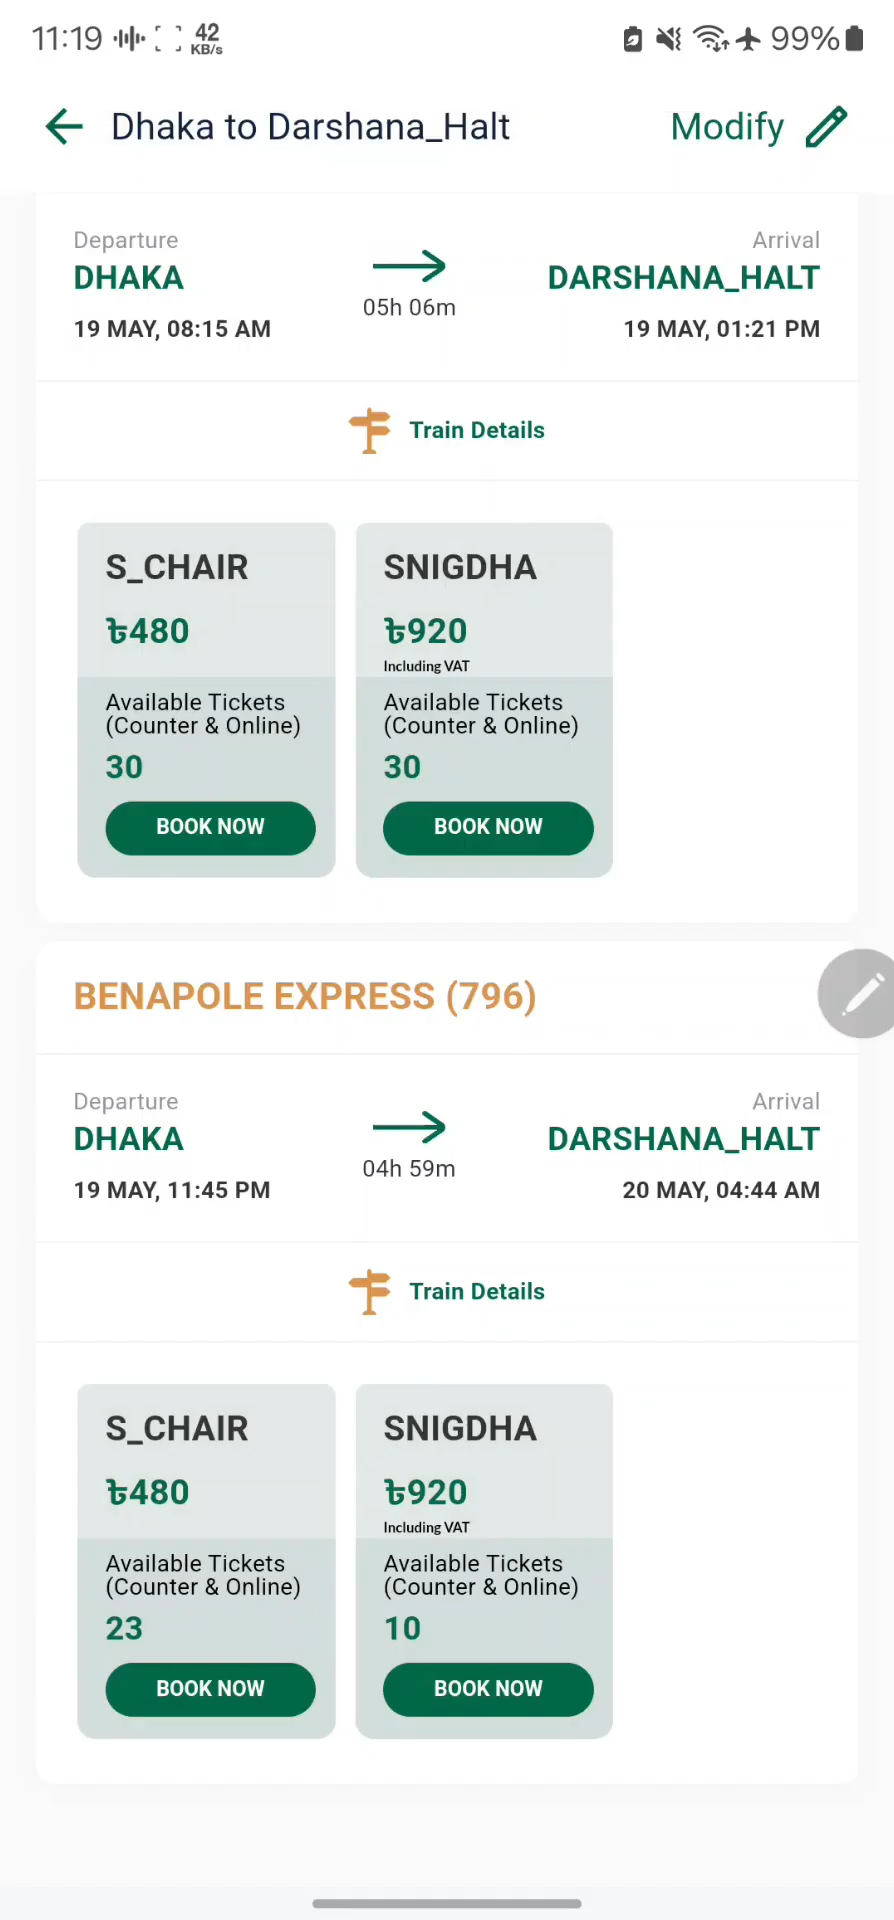 11:19 42 KB/s 99%
Dhaka to Darshana_Halt Modify
Departure Arrival
DHAKA DARSHANA_HALT
05h 06m
19 MAY, 08:15 AM 19 MAY, 01:21 PM
Train Details
S_CHAIR SNIGDHA
৳480 ৳920
Including VAT
Available Tickets Available Tickets
(Counter & Online) (Counter & Online)
30 30
BOOK NOW BOOK NOW
BENAPOLE EXPRESS (796)
Departure Arrival
DHAKA DARSHANA_HALT
04h 59m
19 MAY, 11:45 PM 20 MAY, 04:44 AM
Train Details
S_CHAIR SNIGDHA
৳480 ৳920
Including VAT
Available Tickets Available Tickets
(Counter & Online) (Counter & Online)
23 10
BOOK NOW BOOK NOW